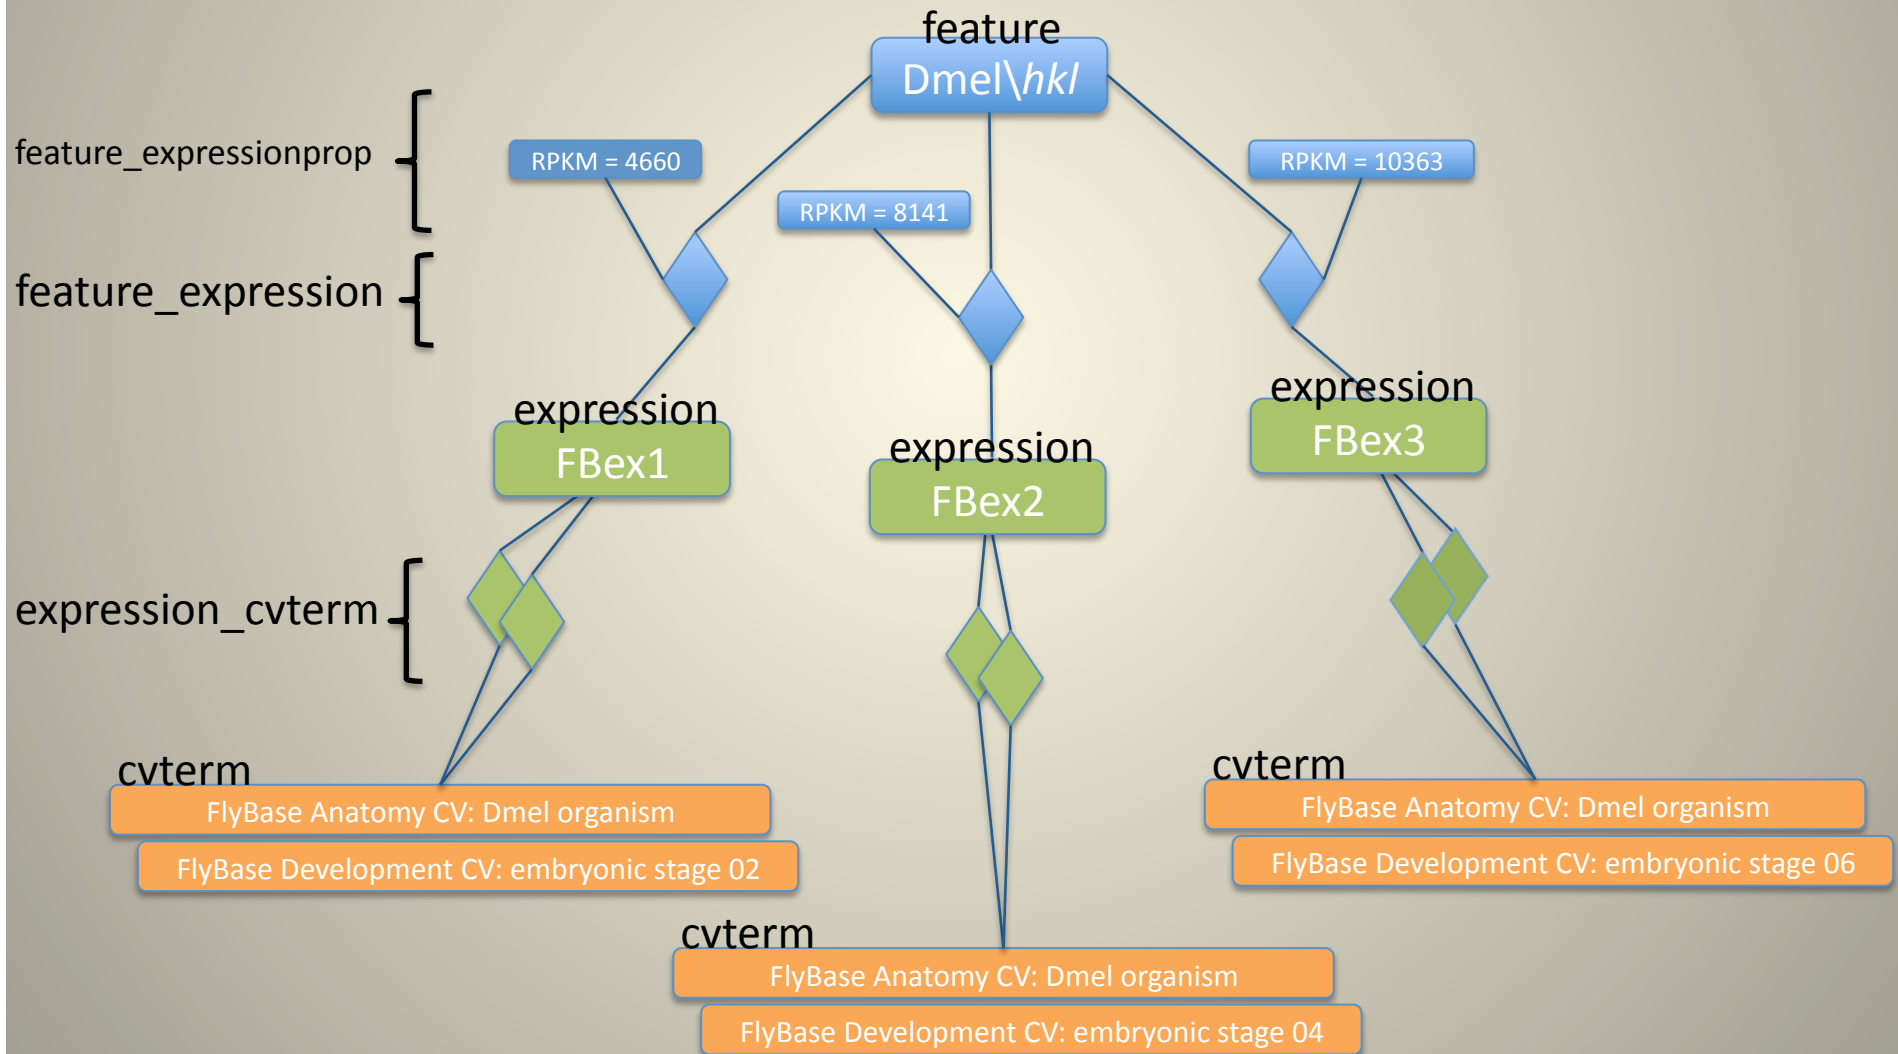 feature
Dmel\hkl
feature_expressionprop
RPKM = 4660
RPKM = 10363
RPKM = 8141
feature_expression
expression
FBex1
expression
FBex2
expression
FBex3
expression_cvterm
cvterm
FlyBase Anatomy CV: Dmel organism
FlyBase Development CV: embryonic stage 02
cvterm
FlyBase Anatomy CV: Dmel organism
FlyBase Development CV: embryonic stage 06
cvterm
FlyBase Anatomy CV: Dmel organism
FlyBase Development CV: embryonic stage 04